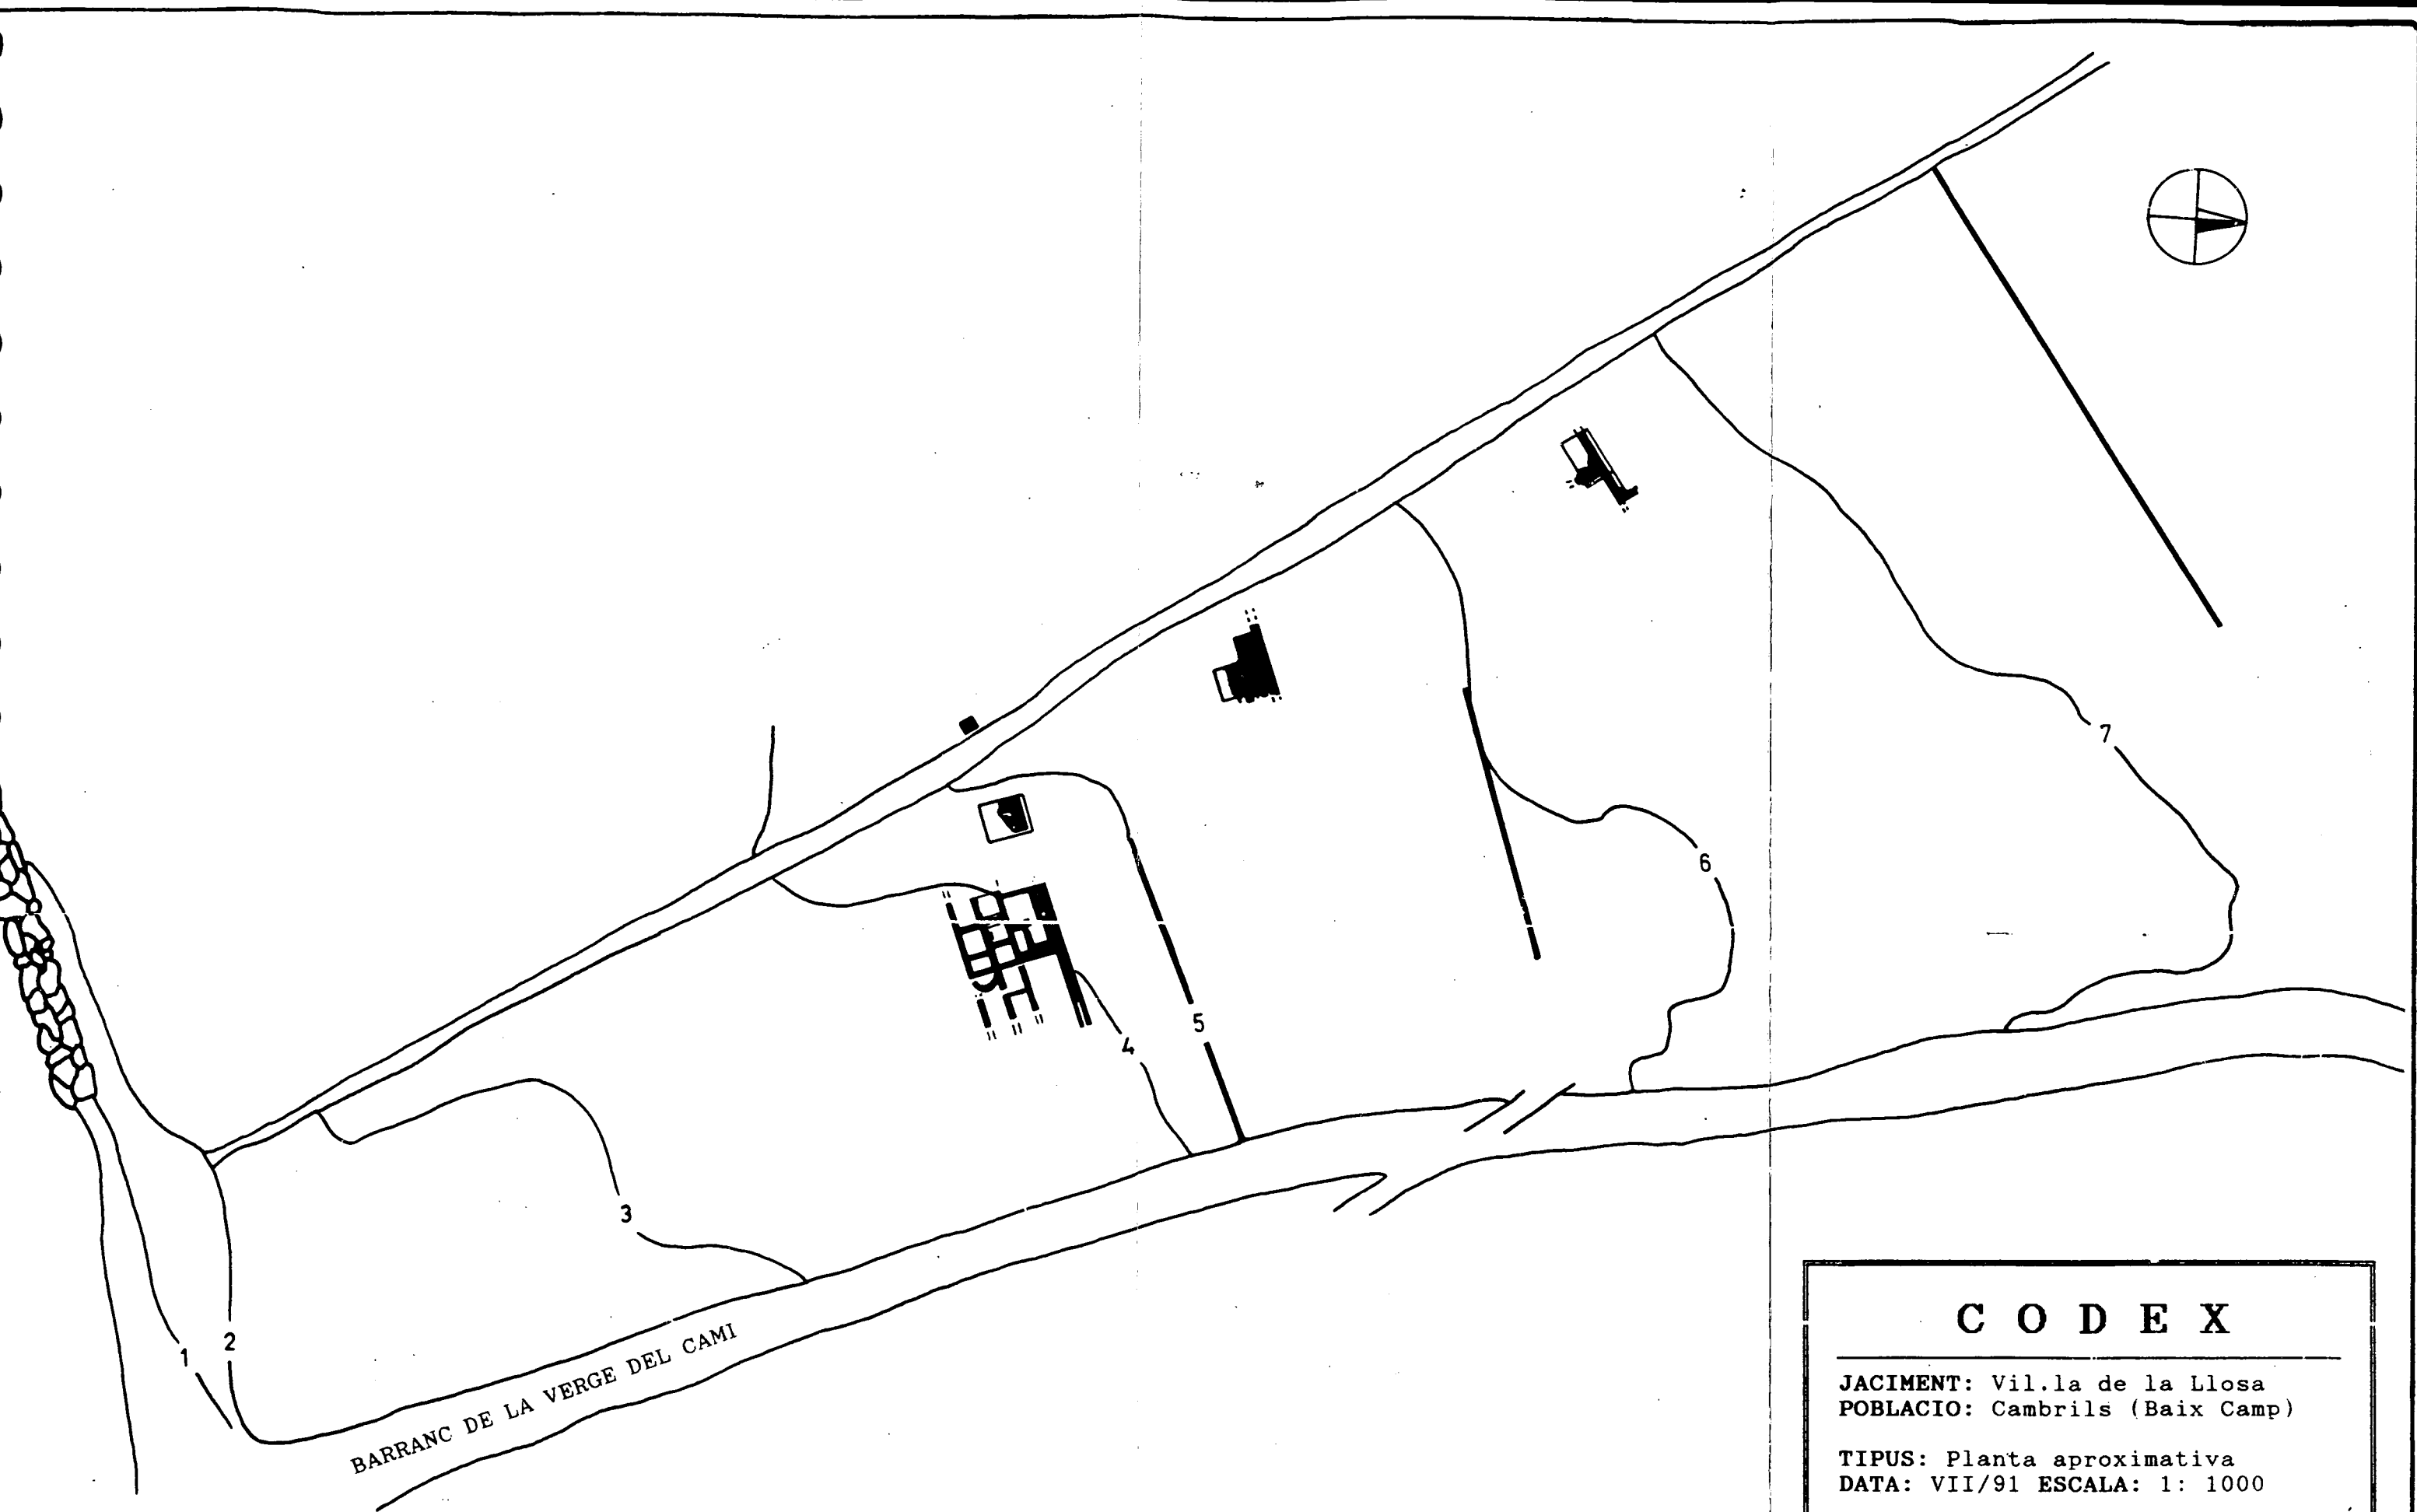 7
6
5
4
3
2
1
BARRANC DE LA VERGE DEL CAMI
CODEX
JACIMENT: Vil.la de la Llosa
POBLACIO: Cambrils (Baix Camp)
TIPUS: Planta aproximativa
DATA: VII/91 ESCALA: 1: 1000